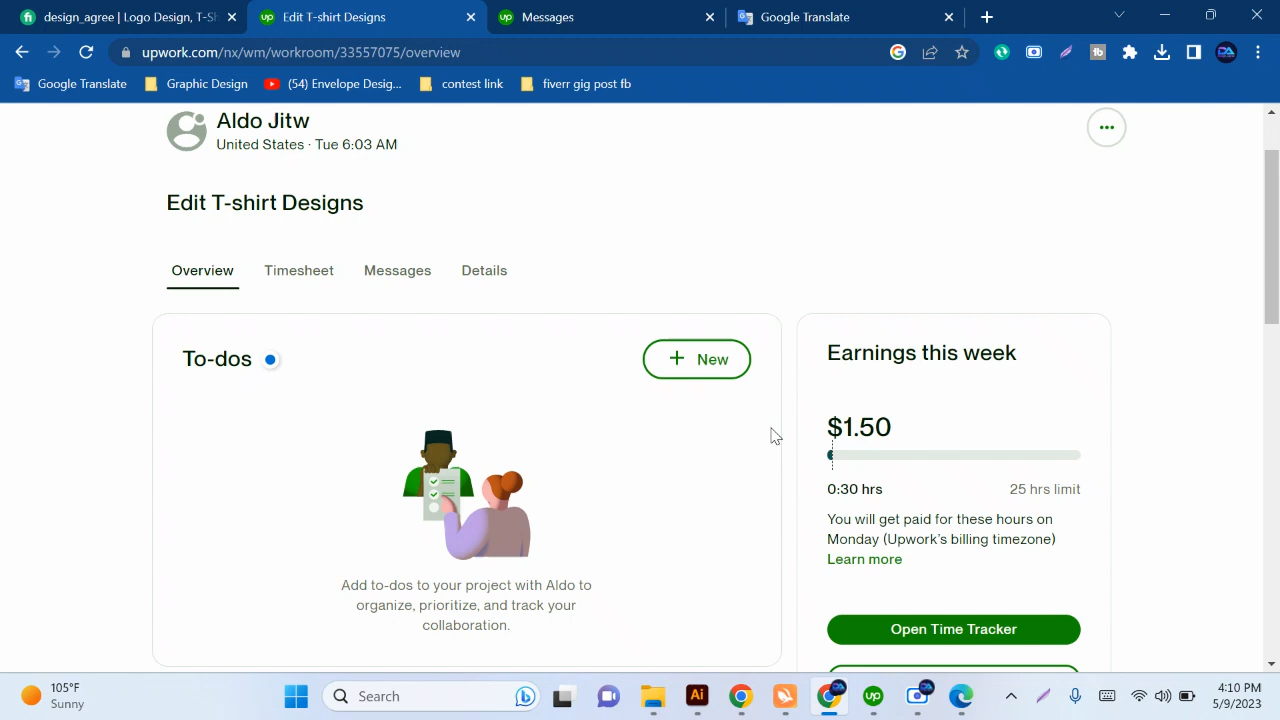 design_agree | Logo Design, T-Sh
Edit T-shirt Designs
Messages
Google Translate
upwork.com/nx/wm/workroom/33557075/overview
Google Translate
Graphic Design
(54) Envelope Desig...
contest link
fiverr gig post fb
Aldo Jitw
United States · Tue 6:03 AM
Edit T-shirt Designs
Overview
Timesheet
Messages
Details
To-dos
+ New
Add to-dos to your project with Aldo to
organize, prioritize, and track your
collaboration.
Earnings this week
$1.50
0:30 hrs
25 hrs limit
You will get paid for these hours on
Monday (Upwork's billing timezone)
Learn more
Open Time Tracker
105°F
Sunny
Search
4:10 PM
5/9/2023